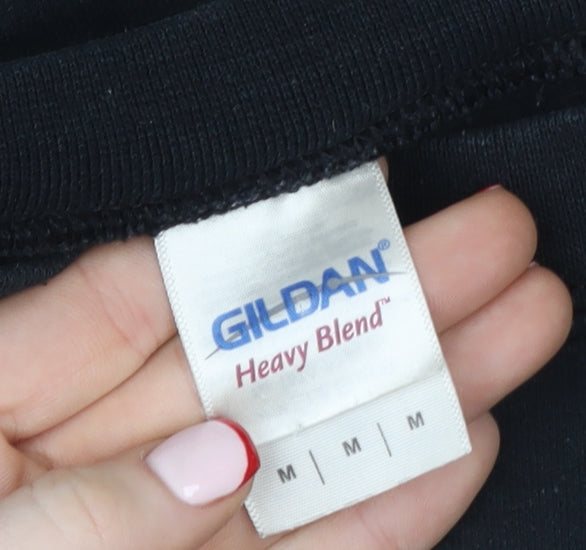 GILDAN®
Heavy Blend™
M | M | M